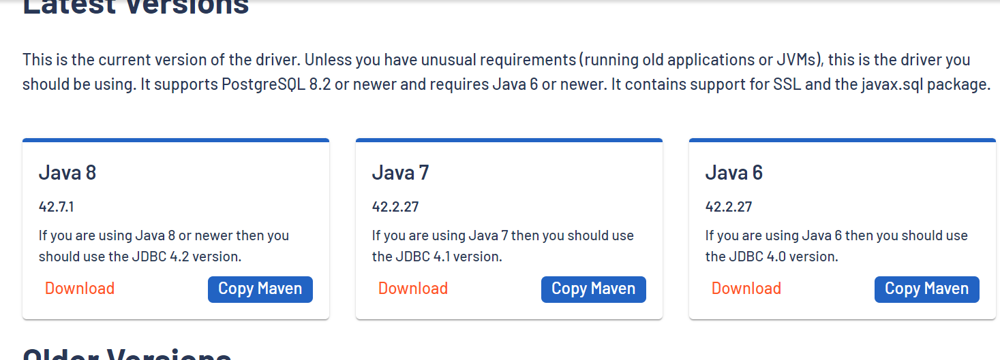 Latest Versions
This is the current version of the driver. Unless you have unusual requirements (running old applications or JVMs), this is the driver you
should be using. It supports PostgreSQL 8.2 or newer and requires Java 6 or newer. It contains support for SSL and the javax.sql package.
Java 8
42.7.1
If you are using Java 8 or newer then you
should use the JDBC 4.2 version.
Download
Copy Maven
Java 7
42.2.27
If you are using Java 7 then you should use
the JDBC 4.1 version.
Download
Copy Maven
Java 6
42.2.27
If you are using Java 6 then you should use
the JDBC 4.0 version.
Download
Copy Maven
Older Versions